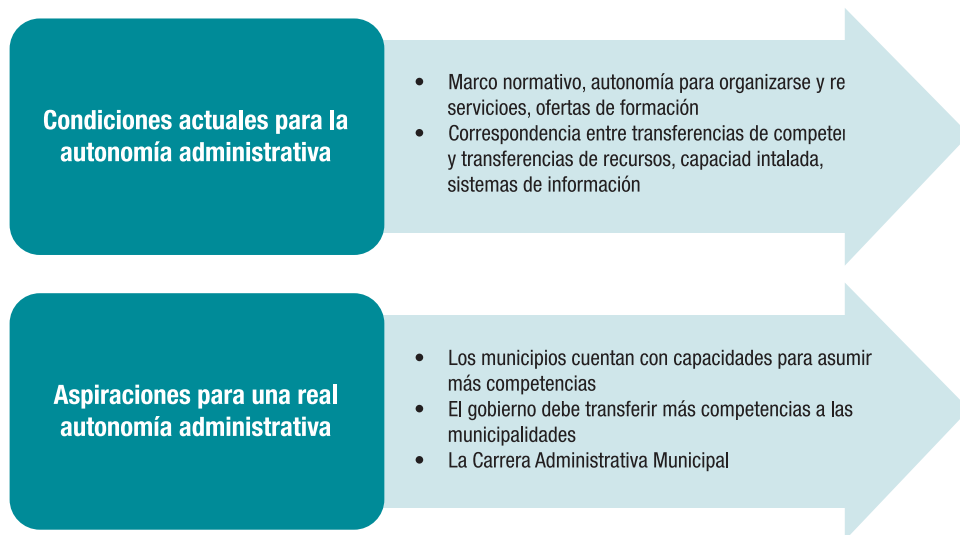 Condiciones actuales para la
autonomía administrativa
• Marco normativo, autonomía para organizarse y re
servicioes, ofertas de formación
• Correspondencia entre transferencias de competer
y transferencias de recursos, capaciad intalada,
sistemas de información
Aspiraciones para una real
autonomía administrativa
• Los municipios cuentan con capacidades para asumir
más competencias
• El gobierno debe transferir más competencias a las
municipalidades
• La Carrera Administrativa Municipal